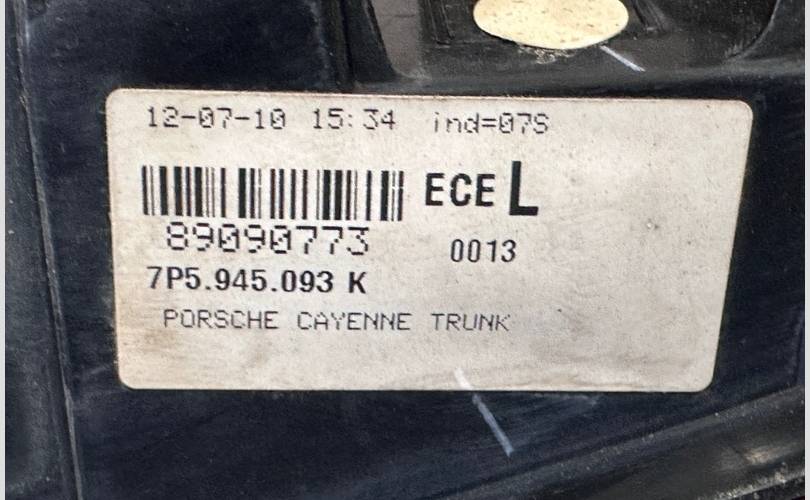 12-07-10 15:34 ind=07S
ECE L
89090773 0013
7P5.945.093 K
PORSCHE CAYENNE TRUNK